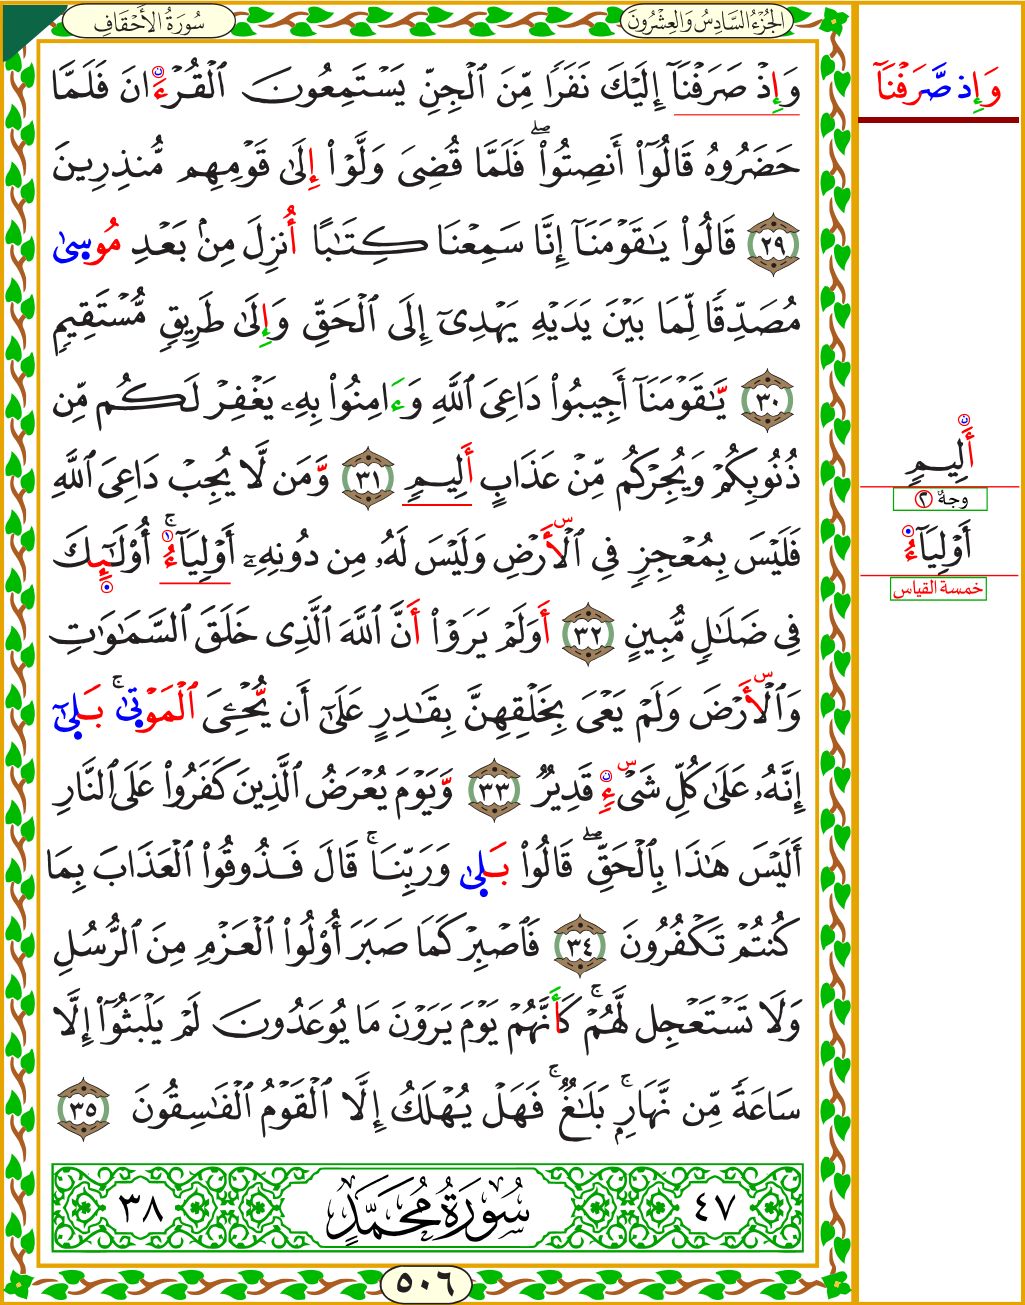 سُورَةُ الأَحْقَافِ
الجُزْءُ السَّادِسُ وَالعِشْرُونَ
وَإِذْ صَرَفْنَآ إِلَيْكَ نَفَرًا مِّنَ ٱلْجِنِّ يَسْتَمِعُونَ ٱلْقُرْءَانَ فَلَمَّا
حَضَرُوهُ قَالُوٓا۟ أَنصِتُوا۟ ۖ فَلَمَّا قُضِىَ وَلَّوْا۟ إِلَىٰ قَوْمِهِم مُّنذِرِينَ
٢٩ قَالُوا۟ يَـٰقَوْمَنَآ إِنَّا سَمِعْنَا كِتَـٰبًا أُنزِلَ مِنۢ بَعْدِ مُوسَىٰ
مُصَدِّقًا لِّمَا بَيْنَ يَدَيْهِ يَهْدِىٓ إِلَى ٱلْحَقِّ وَإِلَىٰ طَرِيقٍ مُّسْتَقِيمٍ
٣٠ يَّـٰقَوْمَنَآ أَجِيبُوا۟ دَاعِىَ ٱللَّهِ وَءَامِنُوا۟ بِهِۦ يَغْفِرْ لَكُم مِّن
ذُنُوبِكُمْ وَيُجِرْكُم مِّنْ عَذَابٍ أَلِيمٍ ٣١ وَّمَن لَّا يُجِبْ دَاعِىَ ٱللَّهِ
فَلَيْسَ بِمُعْجِزٍ فِى ٱلْأَرْضِ وَلَيْسَ لَهُۥ مِن دُونِهِۦٓ أَوْلِيَآءُ ۚ أُو۟لَـٰٓئِكَ
فِى ضَلَـٰلٍ مُّبِينٍ ٣٢ أَوَلَمْ يَرَوْا۟ أَنَّ ٱللَّهَ ٱلَّذِى خَلَقَ ٱلسَّمَـٰوَٰتِ
وَٱلْأَرْضَ وَلَمْ يَعْىَ بِخَلْقِهِنَّ بِقَـٰدِرٍ عَلَىٰٓ أَن يُّحْـِۧىَ ٱلْمَوْتَىٰ ۚ بَلَىٰٓ
إِنَّهُۥ عَلَىٰ كُلِّ شَىْءٍ قَدِيرٌ ٣٣ وَّيَوْمَ يُعْرَضُ ٱلَّذِينَ كَفَرُوا۟ عَلَى ٱلنَّارِ
أَلَيْسَ هَـٰذَا بِٱلْحَقِّ ۖ قَالُوا۟ بَلَىٰ وَرَبِّنَا ۚ قَالَ فَذُوقُوا۟ ٱلْعَذَابَ بِمَا
كُنتُمْ تَكْفُرُونَ ٣٤ فَٱصْبِرْ كَمَا صَبَرَ أُو۟لُوا۟ ٱلْعَزْمِ مِنَ ٱلرُّسُلِ
وَلَا تَسْتَعْجِل لَّهُمْ ۚ كَأَنَّهُمْ يَوْمَ يَرَوْنَ مَا يُوعَدُونَ لَمْ يَلْبَثُوٓا۟ إِلَّا
سَاعَةً مِّن نَّهَارٍۭ ۚ بَلَـٰغٌ ۚ فَهَلْ يُهْلَكُ إِلَّا ٱلْقَوْمُ ٱلْفَـٰسِقُونَ ٣٥
٤٧ سُورَةُ مُحَمَّدٍ ٣٨
٥٠٦
وَإِذ صَّرَفْنَآ
أَلِيمٍ
وجهٌ ٢
أَوْلِيَآءُ
خمسة القياس